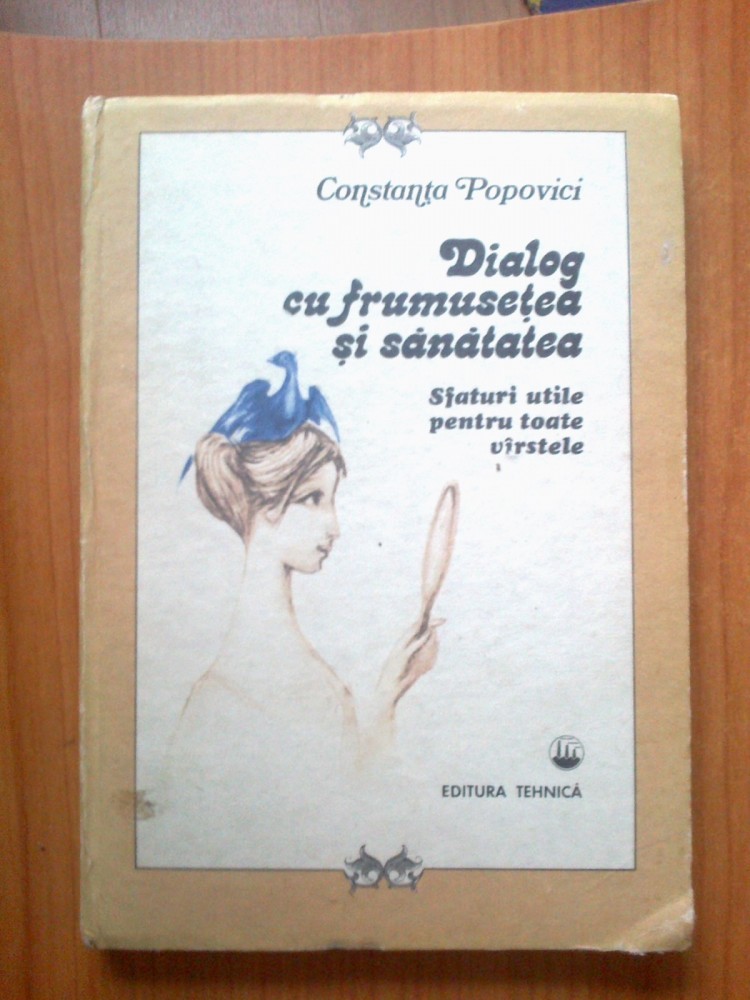 Constanța Popovici
Dialog
cu frumusețea
și sănătatea
Sfaturi utile
pentru toate
vîrstele
EDITURA TEHNICĂ